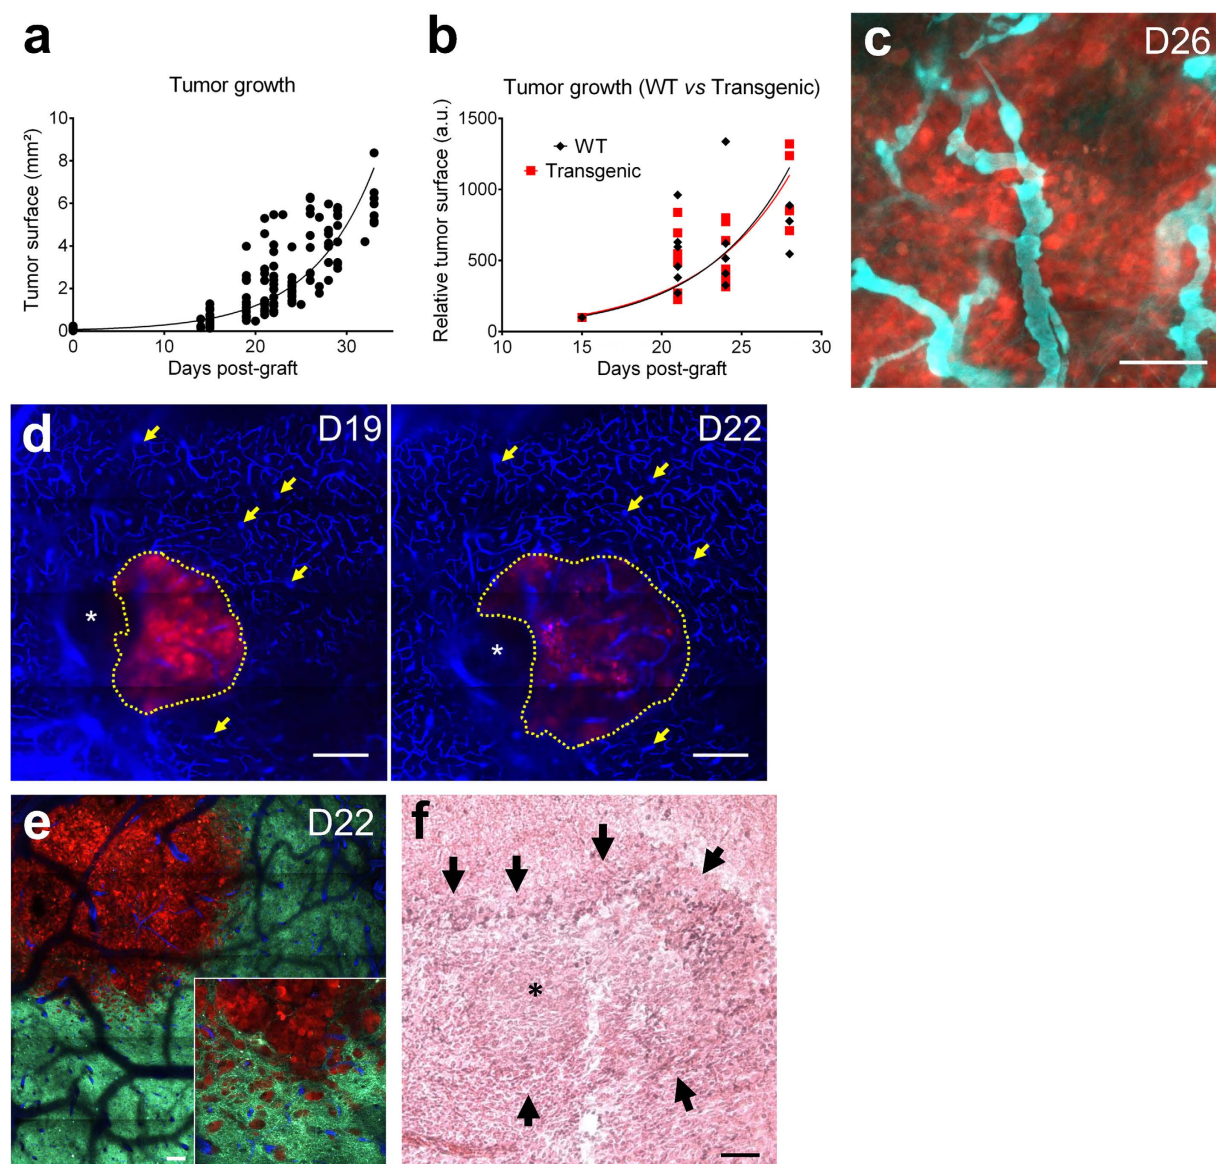 a
Tumor growth
10
8
6
4
2
0
0
10
20
30
Tumor surface (mm²)
Days post-graft
b
Tumor growth (WT vs Transgenic)
1500
1000
500
0
10
15
20
25
30
WT
Transgenic
Relative tumor surface (a.u.)
Days post-graft
c
D26
d
D19
*
D22
*
e
D22
f
*